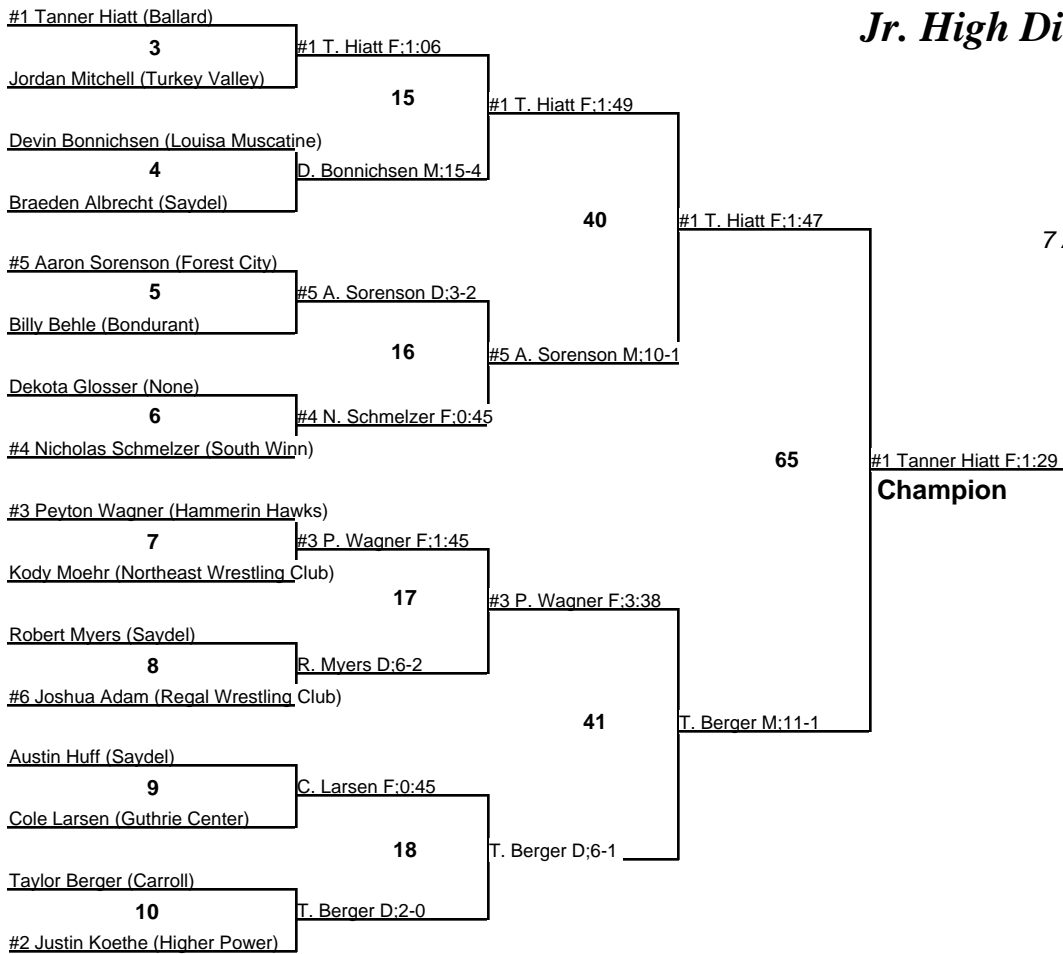 #1 Tanner Hiatt (Ballard)
Jr. High Di
3
#1 T. Hiatt F;1:06
Jordan Mitchell (Turkey Valley)
15
#1 T. Hiatt F;1:49
Devin Bonnichsen (Louisa Muscatine)
4
D. Bonnichsen M;15-4
Braeden Albrecht (Saydel)
40
#1 T. Hiatt F;1:47
7
#5 Aaron Sorenson (Forest City)
5
#5 A. Sorenson D;3-2
Billy Behle (Bondurant)
16
#5 A. Sorenson M;10-1
Dekota Glosser (None)
6
#4 N. Schmelzer F;0:45
#4 Nicholas Schmelzer (South Winn)
65
#1 Tanner Hiatt F;1:29
Champion
#3 Peyton Wagner (Hammerin Hawks)
7
#3 P. Wagner F;1:45
Kody Moehr (Northeast Wrestling Club)
17
#3 P. Wagner F;3:38
Robert Myers (Saydel)
8
R. Myers D;6-2
#6 Joshua Adam (Regal Wrestling Club)
41
T. Berger M;11-1
Austin Huff (Saydel)
9
C. Larsen F;0:45
Cole Larsen (Guthrie Center)
18
T. Berger D;6-1
Taylor Berger (Carroll)
10
T. Berger D;2-0
#2 Justin Koethe (Higher Power)